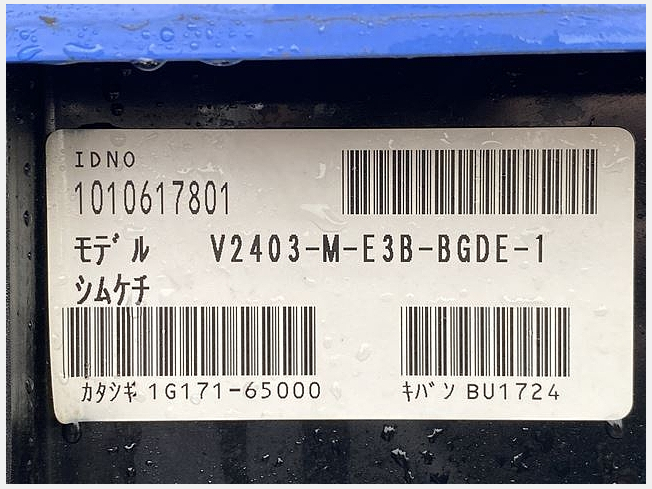 IDNO
1010617801
ﾓﾃﾞﾙ V2403-M-E3B-BGDE-1
ｼﾑｹﾁ
ｶﾀｼｷﾞ 1G171-65000 ｷﾊﾞﾝ BU1724